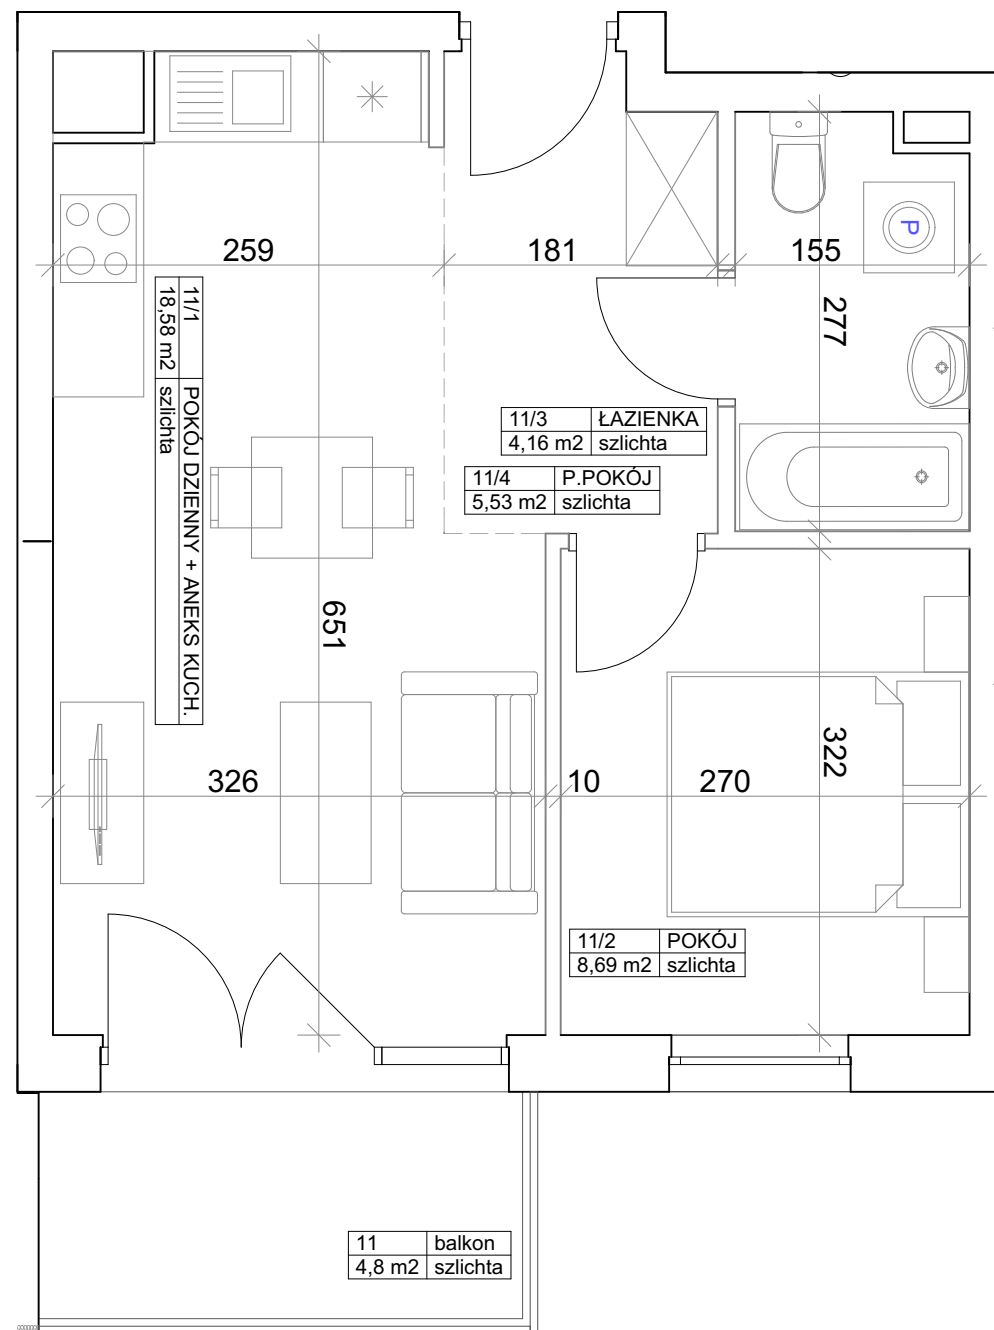 259
181
155
277
P
11/1 POKÓJ DZIENNY + ANEKS KUCH.
18,58 m2 szlichta
11/3 ŁAZIENKA
4,16 m2 szlichta
11/4 P.POKÓJ
5,53 m2 szlichta
651
322
326
10
270
11/2 POKÓJ
8,69 m2 szlichta
11 balkon
4,8 m2 szlichta